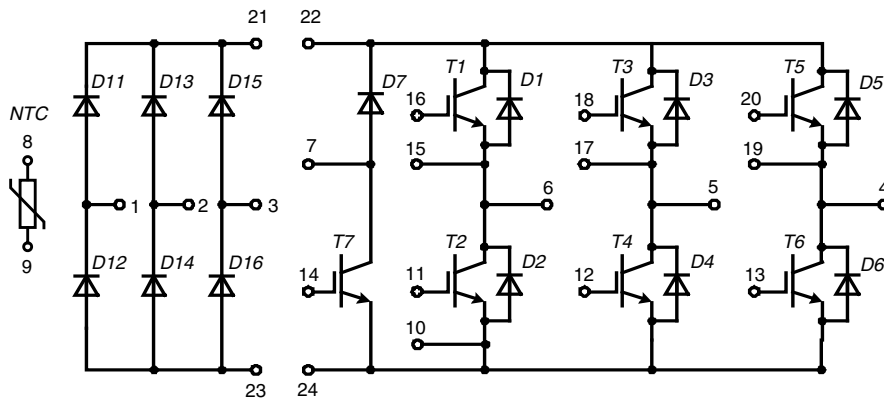 21 22
D11 D13 D15 D7 T1 D1 T3 D3 T5 D5
NTC 16 18 20
8 7 15 17 19
1 2 3 6 5 4
9 D12 D14 D16 T7 T2 D2 T4 D4 T6 D6
14 11 12 13
10
23 24